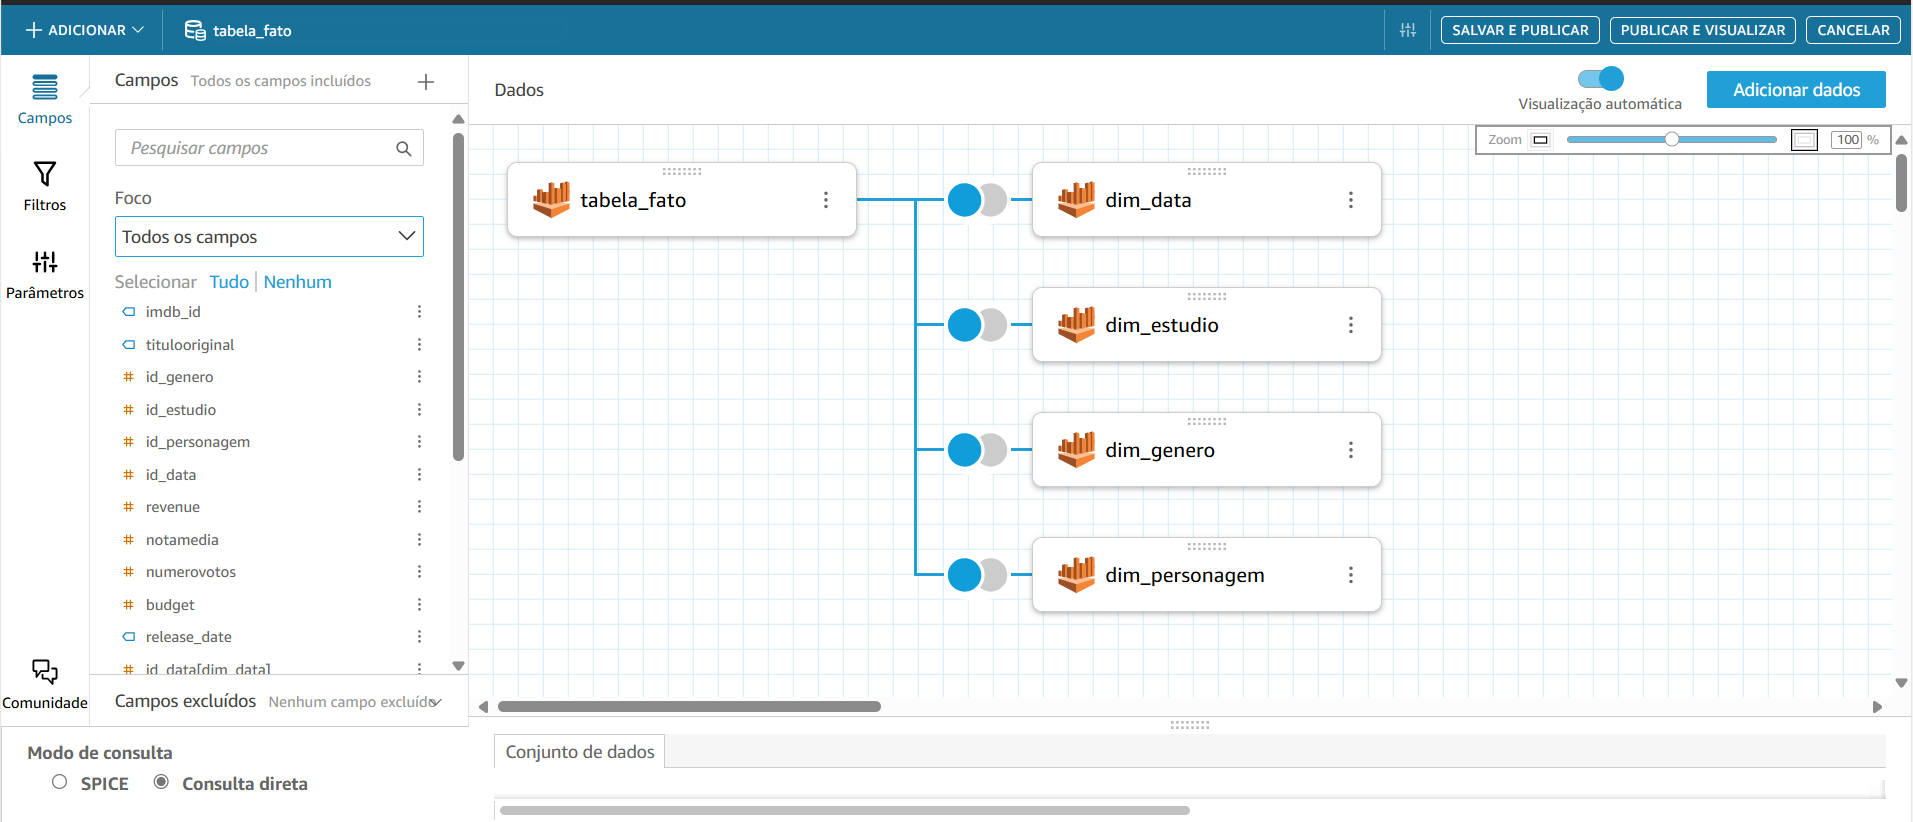 ADICIONAR
tabela_fato
SALVAR E PUBLICAR
PUBLICAR E VISUALIZAR
CANCELAR
Campos
Filtros
Parâmetros
Comunidade
Campos Todos os campos incluídos
Pesquisar campos
Foco
Todos os campos
Selecionar Tudo Nenhum
imdb_id
titulooriginal
id_genero
id_estudio
id_personagem
id_data
revenue
notamedia
numerovotos
budget
release_date
id_data[dim_data]
Campos excluídos Nenhum campo excluído
Modo de consulta
SPICE Consulta direta
Dados
Visualização automática
Adicionar dados
Zoom 100 %
tabela_fato
dim_data
dim_estudio
dim_genero
dim_personagem
Conjunto de dados